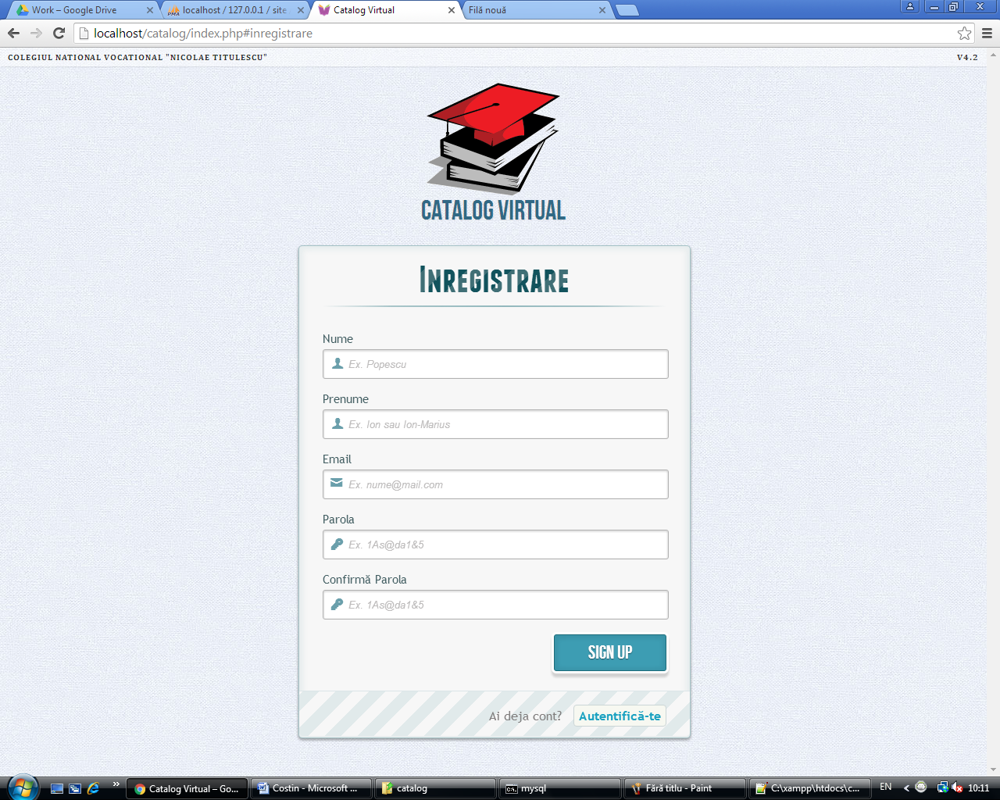 Work – Google Drive
localhost / 127.0.0.1 / site
Catalog Virtual
Filă nouă
localhost/catalog/index.php#inregistrare
COLEGIUL NATIONAL VOCATIONAL "NICOLAE TITULESCU"
V4.2
CATALOG VIRTUAL
INREGISTRARE
Nume
Ex. Popescu
Prenume
Ex. Ion sau Ion-Marius
Email
Ex. nume@mail.com
Parola
Ex. 1As@da1&5
Confirmă Parola
Ex. 1As@da1&5
SIGN UP
Ai deja cont? Autentifică-te
» Catalog Virtual – Go... Costin - Microsoft ... catalog mysql Fără titlu - Paint C:\xampp\htdocs\c... EN < 10:11